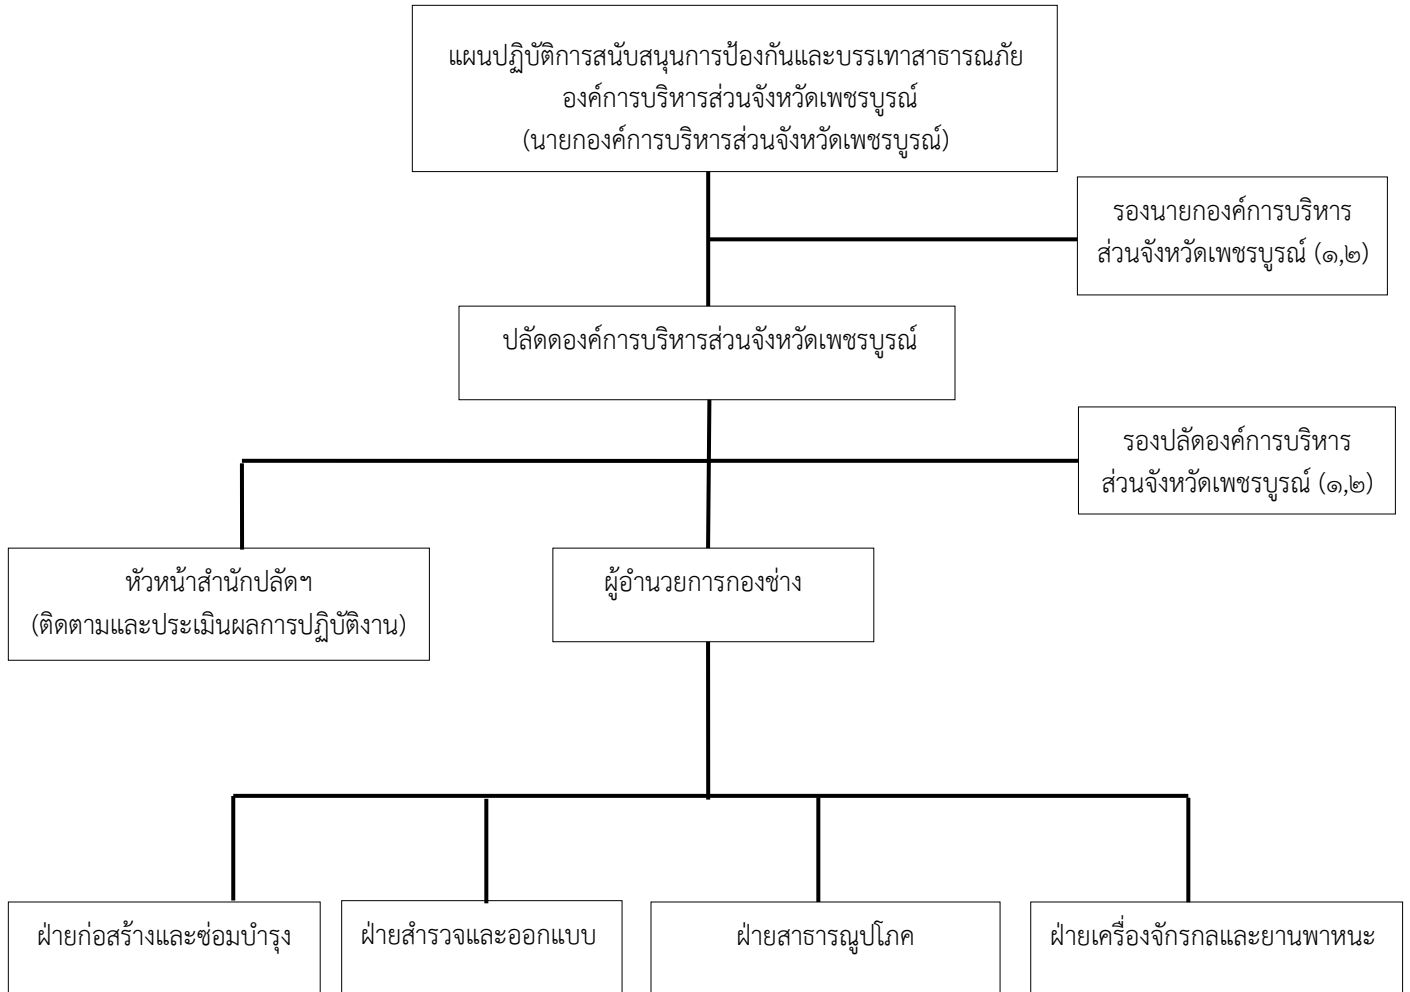 แผนปฏิบัติการสนับสนุนการป้องกันและบรรเทาสาธารณภัย
องค์การบริหารส่วนจังหวัดเพชรบูรณ์
(นายกองค์การบริหารส่วนจังหวัดเพชรบูรณ์)
รองนายกองค์การบริหาร
ส่วนจังหวัดเพชรบูรณ์ (๑,๒)
ปลัดดองค์การบริหารส่วนจังหวัดเพชรบูรณ์
รองปลัดองค์การบริหาร
ส่วนจังหวัดเพชรบูรณ์ (๑,๒)
หัวหน้าสำนักปลัดฯ
(ติดตามและประเมินผลการปฏิบัติงาน)
ผู้อำนวยการกองช่าง
ฝ่ายก่อสร้างและซ่อมบำรุง
ฝ่ายสำรวจและออกแบบ
ฝ่ายสาธารณูปโภค
ฝ่ายเครื่องจักรกลและยานพาหนะ